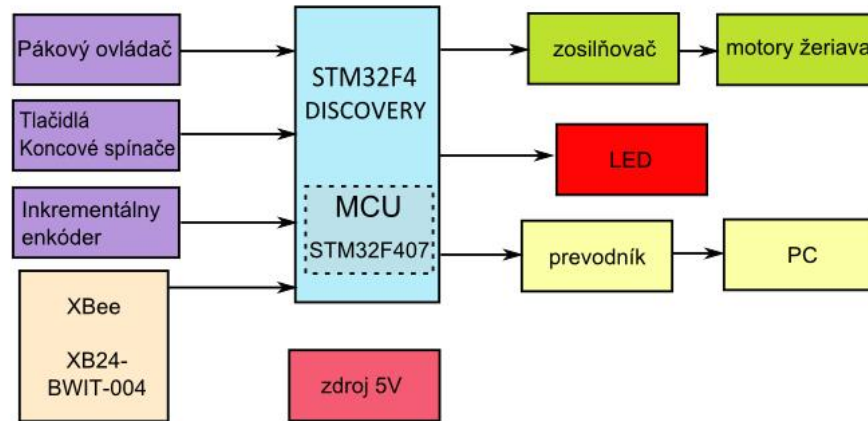 Pákový ovládač
Tlačidlá
Koncové spínače
Inkrementálny
enkóder
XBee
XB24-
BWIT-004
STM32F4
DISCOVERY
MCU
STM32F407
zdroj 5V
zosilňovač
motory žeriava
LED
prevodník
PC